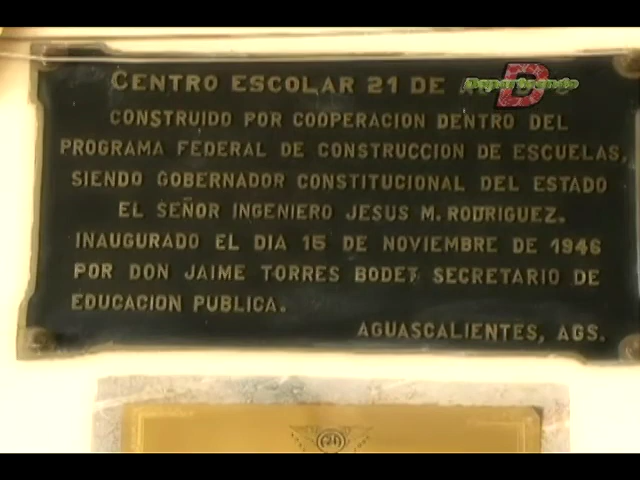 CENTRO ESCOLAR 21 DE
Deportreando
CONSTRUIDO POR COOPERACION DENTRO DEL
PROGRAMA FEDERAL DE CONSTRUCCION DE ESCUELAS,
SIENDO GOBERNADOR CONSTITUCIONAL DEL ESTADO
EL SEÑOR INGENIERO JESUS M. RODRIGUEZ.
INAUGURADO EL DIA 15 DE NOVIEMBRE DE 1946
POR DON JAIME TORRES BODET SECRETARIO DE
EDUCACION PUBLICA.
AGUASCALIENTES, AGS.